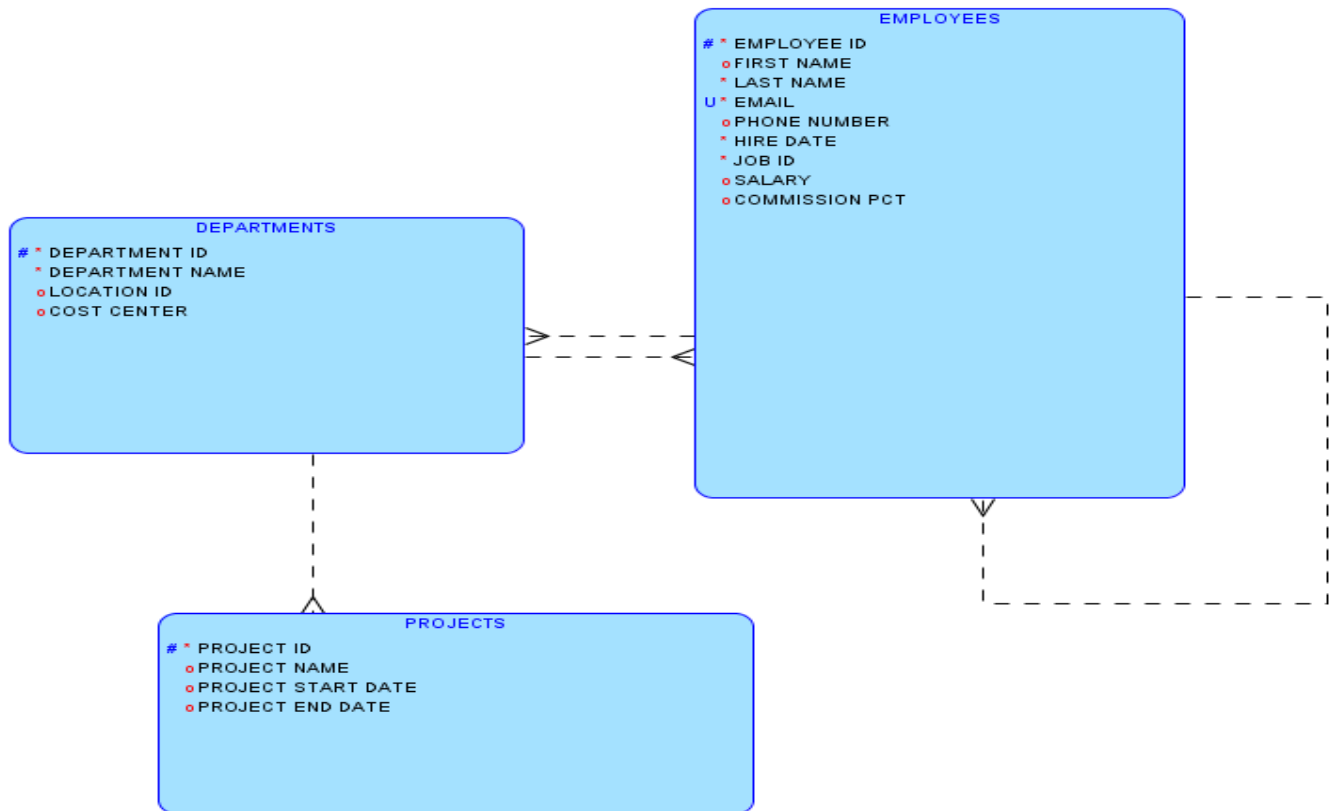 EMPLOYEES
# * EMPLOYEE ID
o FIRST NAME
* LAST NAME
U * EMAIL
o PHONE NUMBER
* HIRE DATE
* JOB ID
o SALARY
o COMMISSION PCT
DEPARTMENTS
# * DEPARTMENT ID
* DEPARTMENT NAME
o LOCATION ID
o COST CENTER
PROJECTS
# * PROJECT ID
o PROJECT NAME
o PROJECT START DATE
o PROJECT END DATE